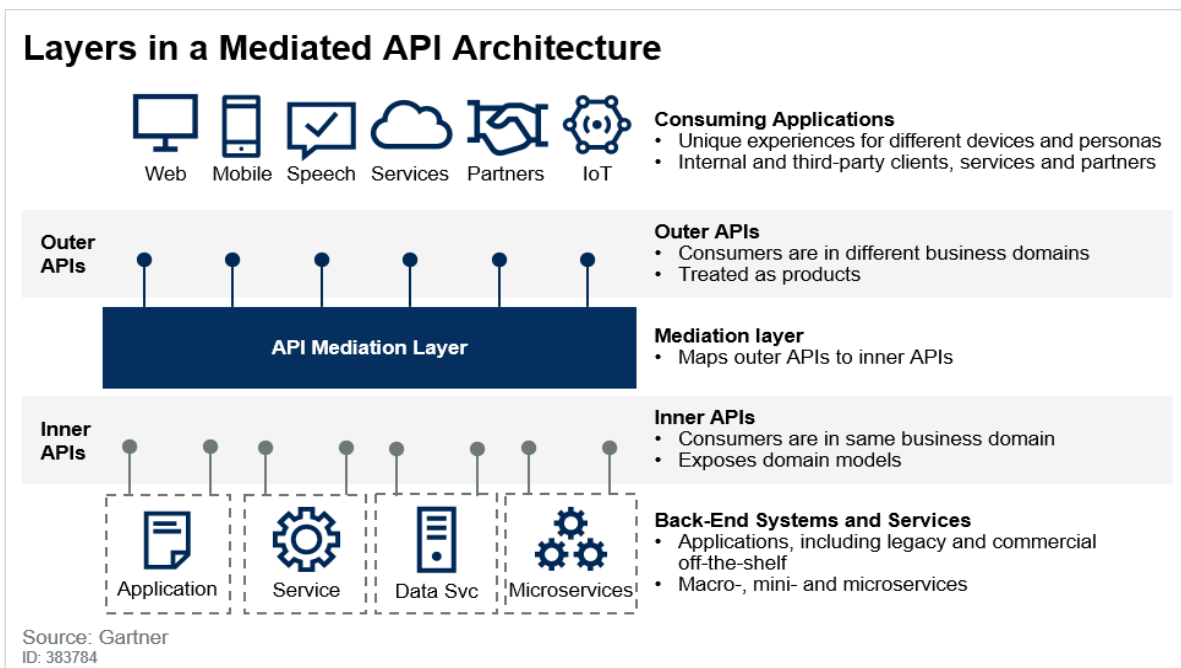 Layers in a Mediated API Architecture
Web
Mobile
Speech
Services
Partners
IoT
Consuming Applications
• Unique experiences for different devices and personas
• Internal and third-party clients, services and partners
Outer
APIs
Outer APIs
• Consumers are in different business domains
• Treated as products
API Mediation Layer
Mediation layer
• Maps outer APIs to inner APIs
Inner
APIs
Inner APIs
• Consumers are in same business domain
• Exposes domain models
Application
Service
Data Svc
Microservices
Back-End Systems and Services
• Applications, including legacy and commercial
off-the-shelf
• Macro-, mini- and microservices
Source: Gartner
ID: 383784